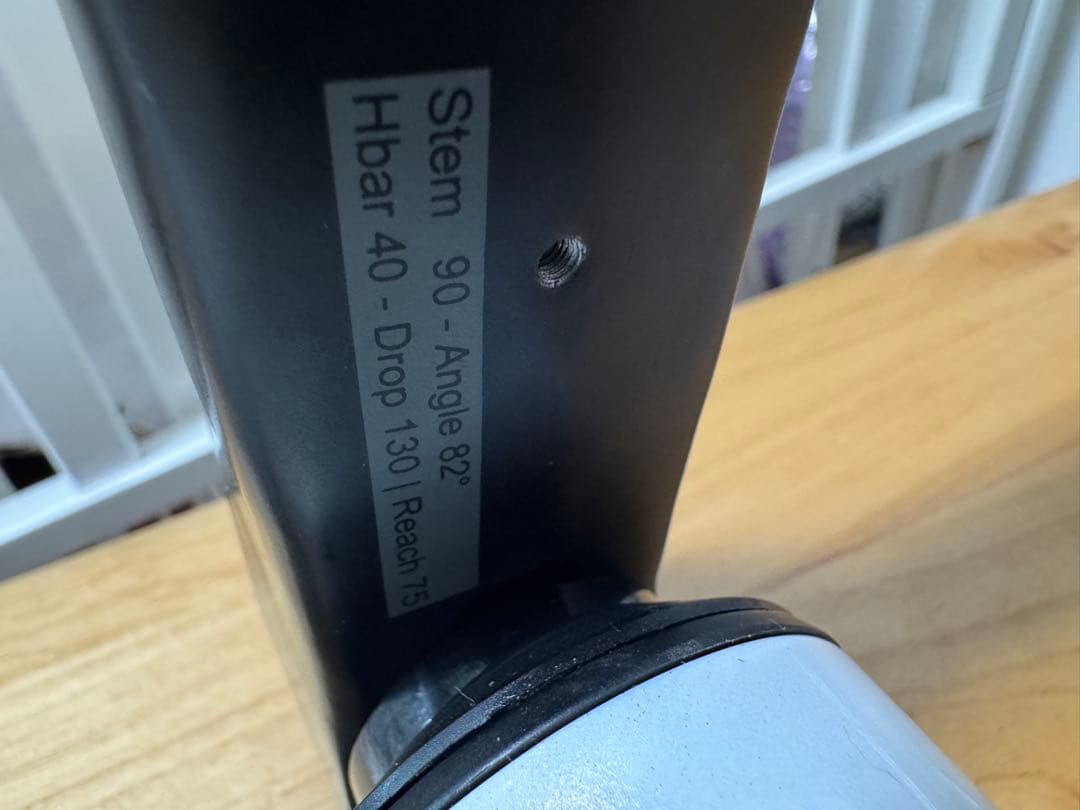 Stem 90 - Angle 82°
Hbar 40 - Drop 130 | Reach 75